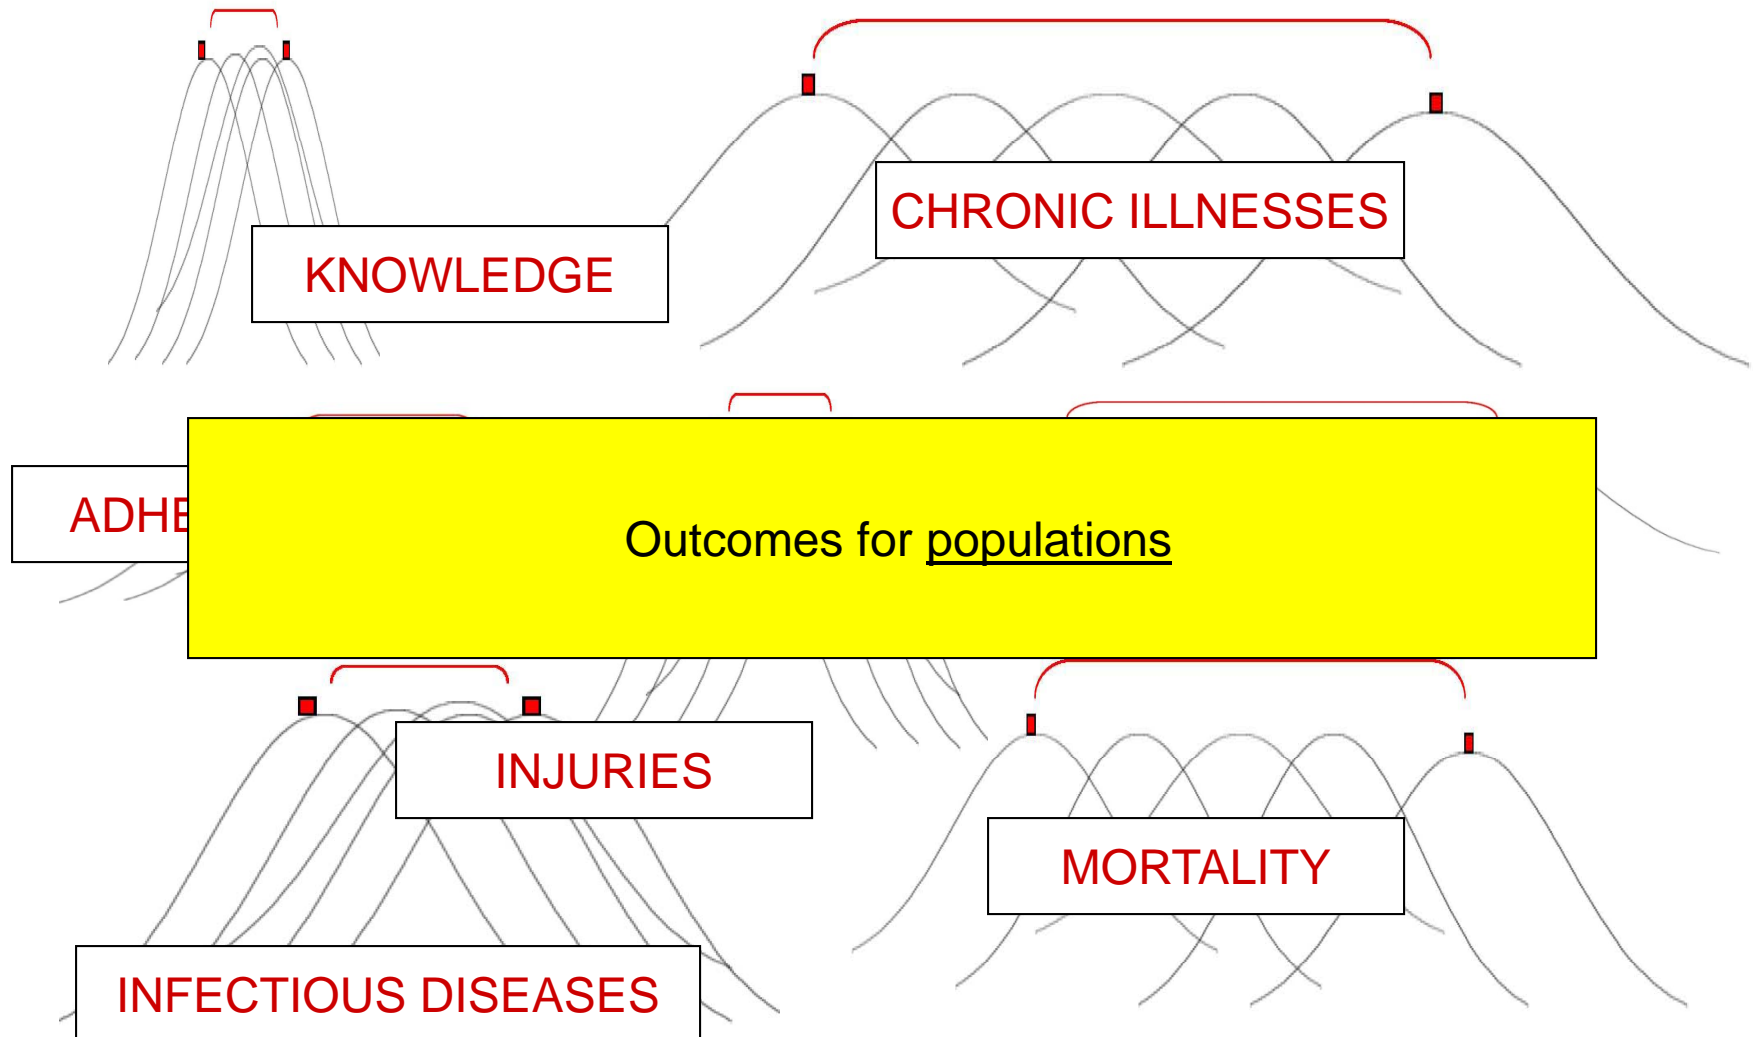 CHRONIC ILLNESSES
KNOWLEDGE
ADHE
Outcomes for populations
INJURIES
MORTALITY
INFECTIOUS DISEASES